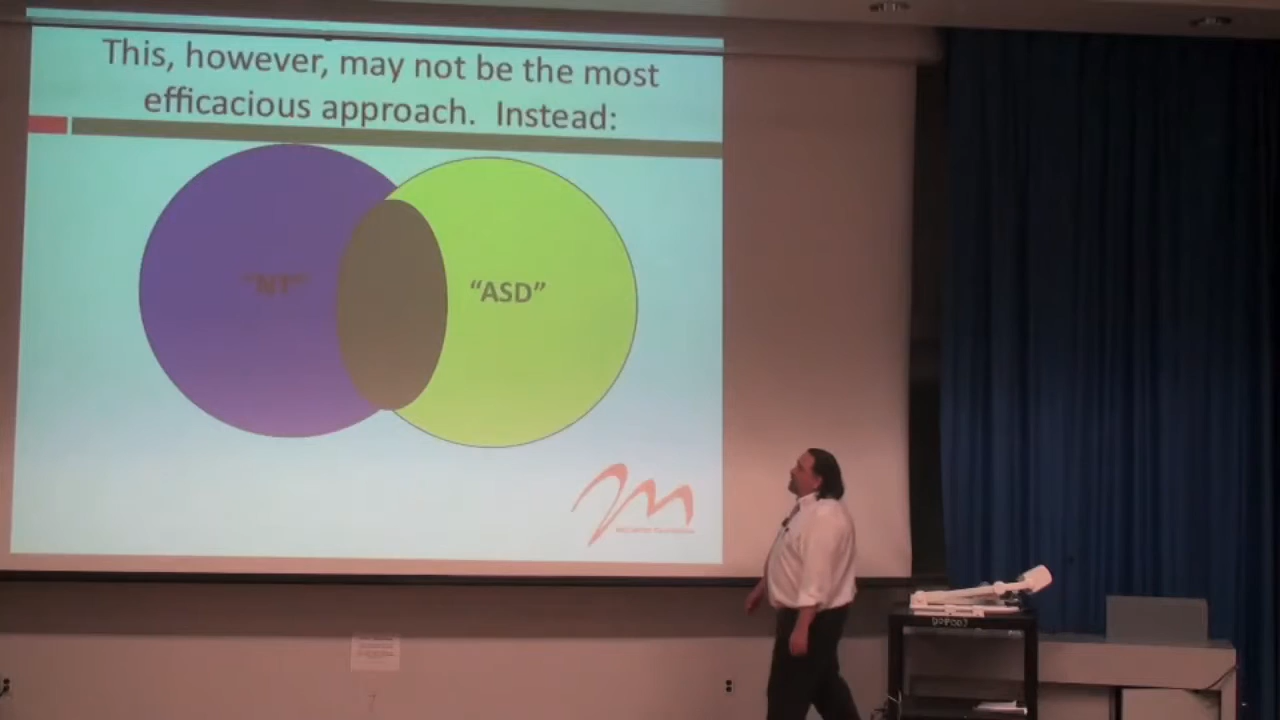 This, however, may not be the most
efficacious approach. Instead:
"NT"
“ASD”